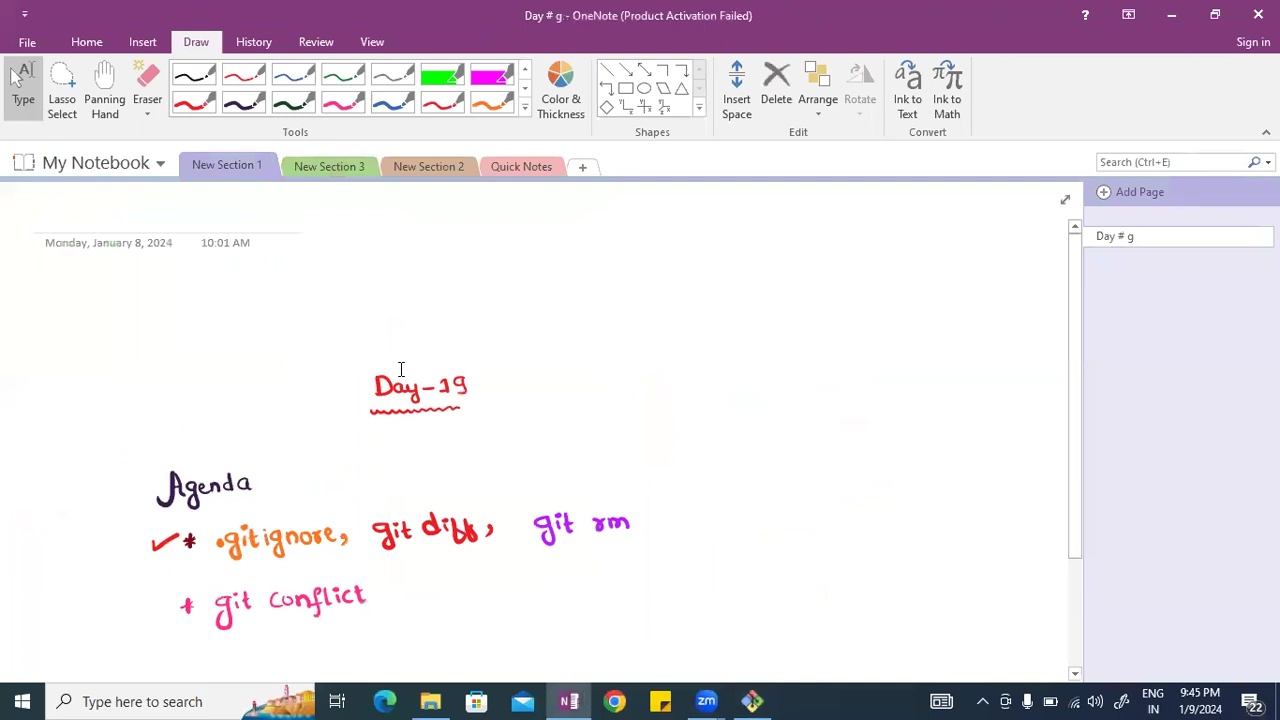 Day # g - OneNote (Product Activation Failed)
File Home Insert Draw History Review View Sign in
Type Lasso Select Panning Hand Eraser Color & Thickness Insert Space Delete Arrange Rotate Ink to Text Ink to Math
Tools Shapes Edit Convert
My Notebook New Section 1 New Section 3 New Section 2 Quick Notes Search (Ctrl+E)
Add Page
Day # g
Monday, January 8, 2024 10:01 AM
Day-19
Agenda
* .gitignore, git diff, git rm
* git conflict
Type here to search
ENG 9:45 PM
IN 1/9/2024 22